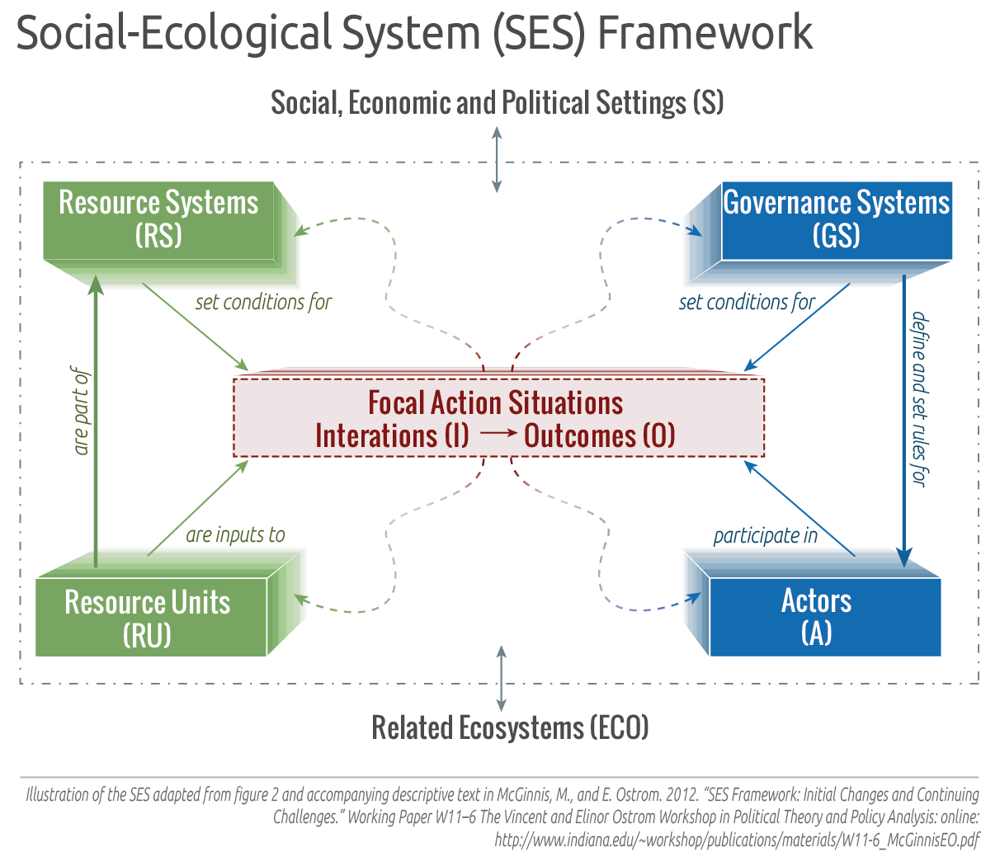 Social-Ecological System (SES) Framework
Social, Economic and Political Settings (S)
Resource Systems
(RS)
Governance Systems
(GS)
set conditions for
set conditions for
are part of
define and set rules for
Focal Action Situations
Interations (I) → Outcomes (O)
are inputs to
participate in
Resource Units
(RU)
Actors
(A)
Related Ecosystems (ECO)
Illustration of the SES adapted from figure 2 and accompanying descriptive text in McGinnis, M., and E. Ostrom. 2012. “SES Framework: Initial Changes and Continuing
Challenges.” Working Paper W11–6 The Vincent and Elinor Ostrom Workshop in Political Theory and Policy Analysis: online:
http://www.indiana.edu/~workshop/publications/materials/W11-6_McGinnisEO.pdf